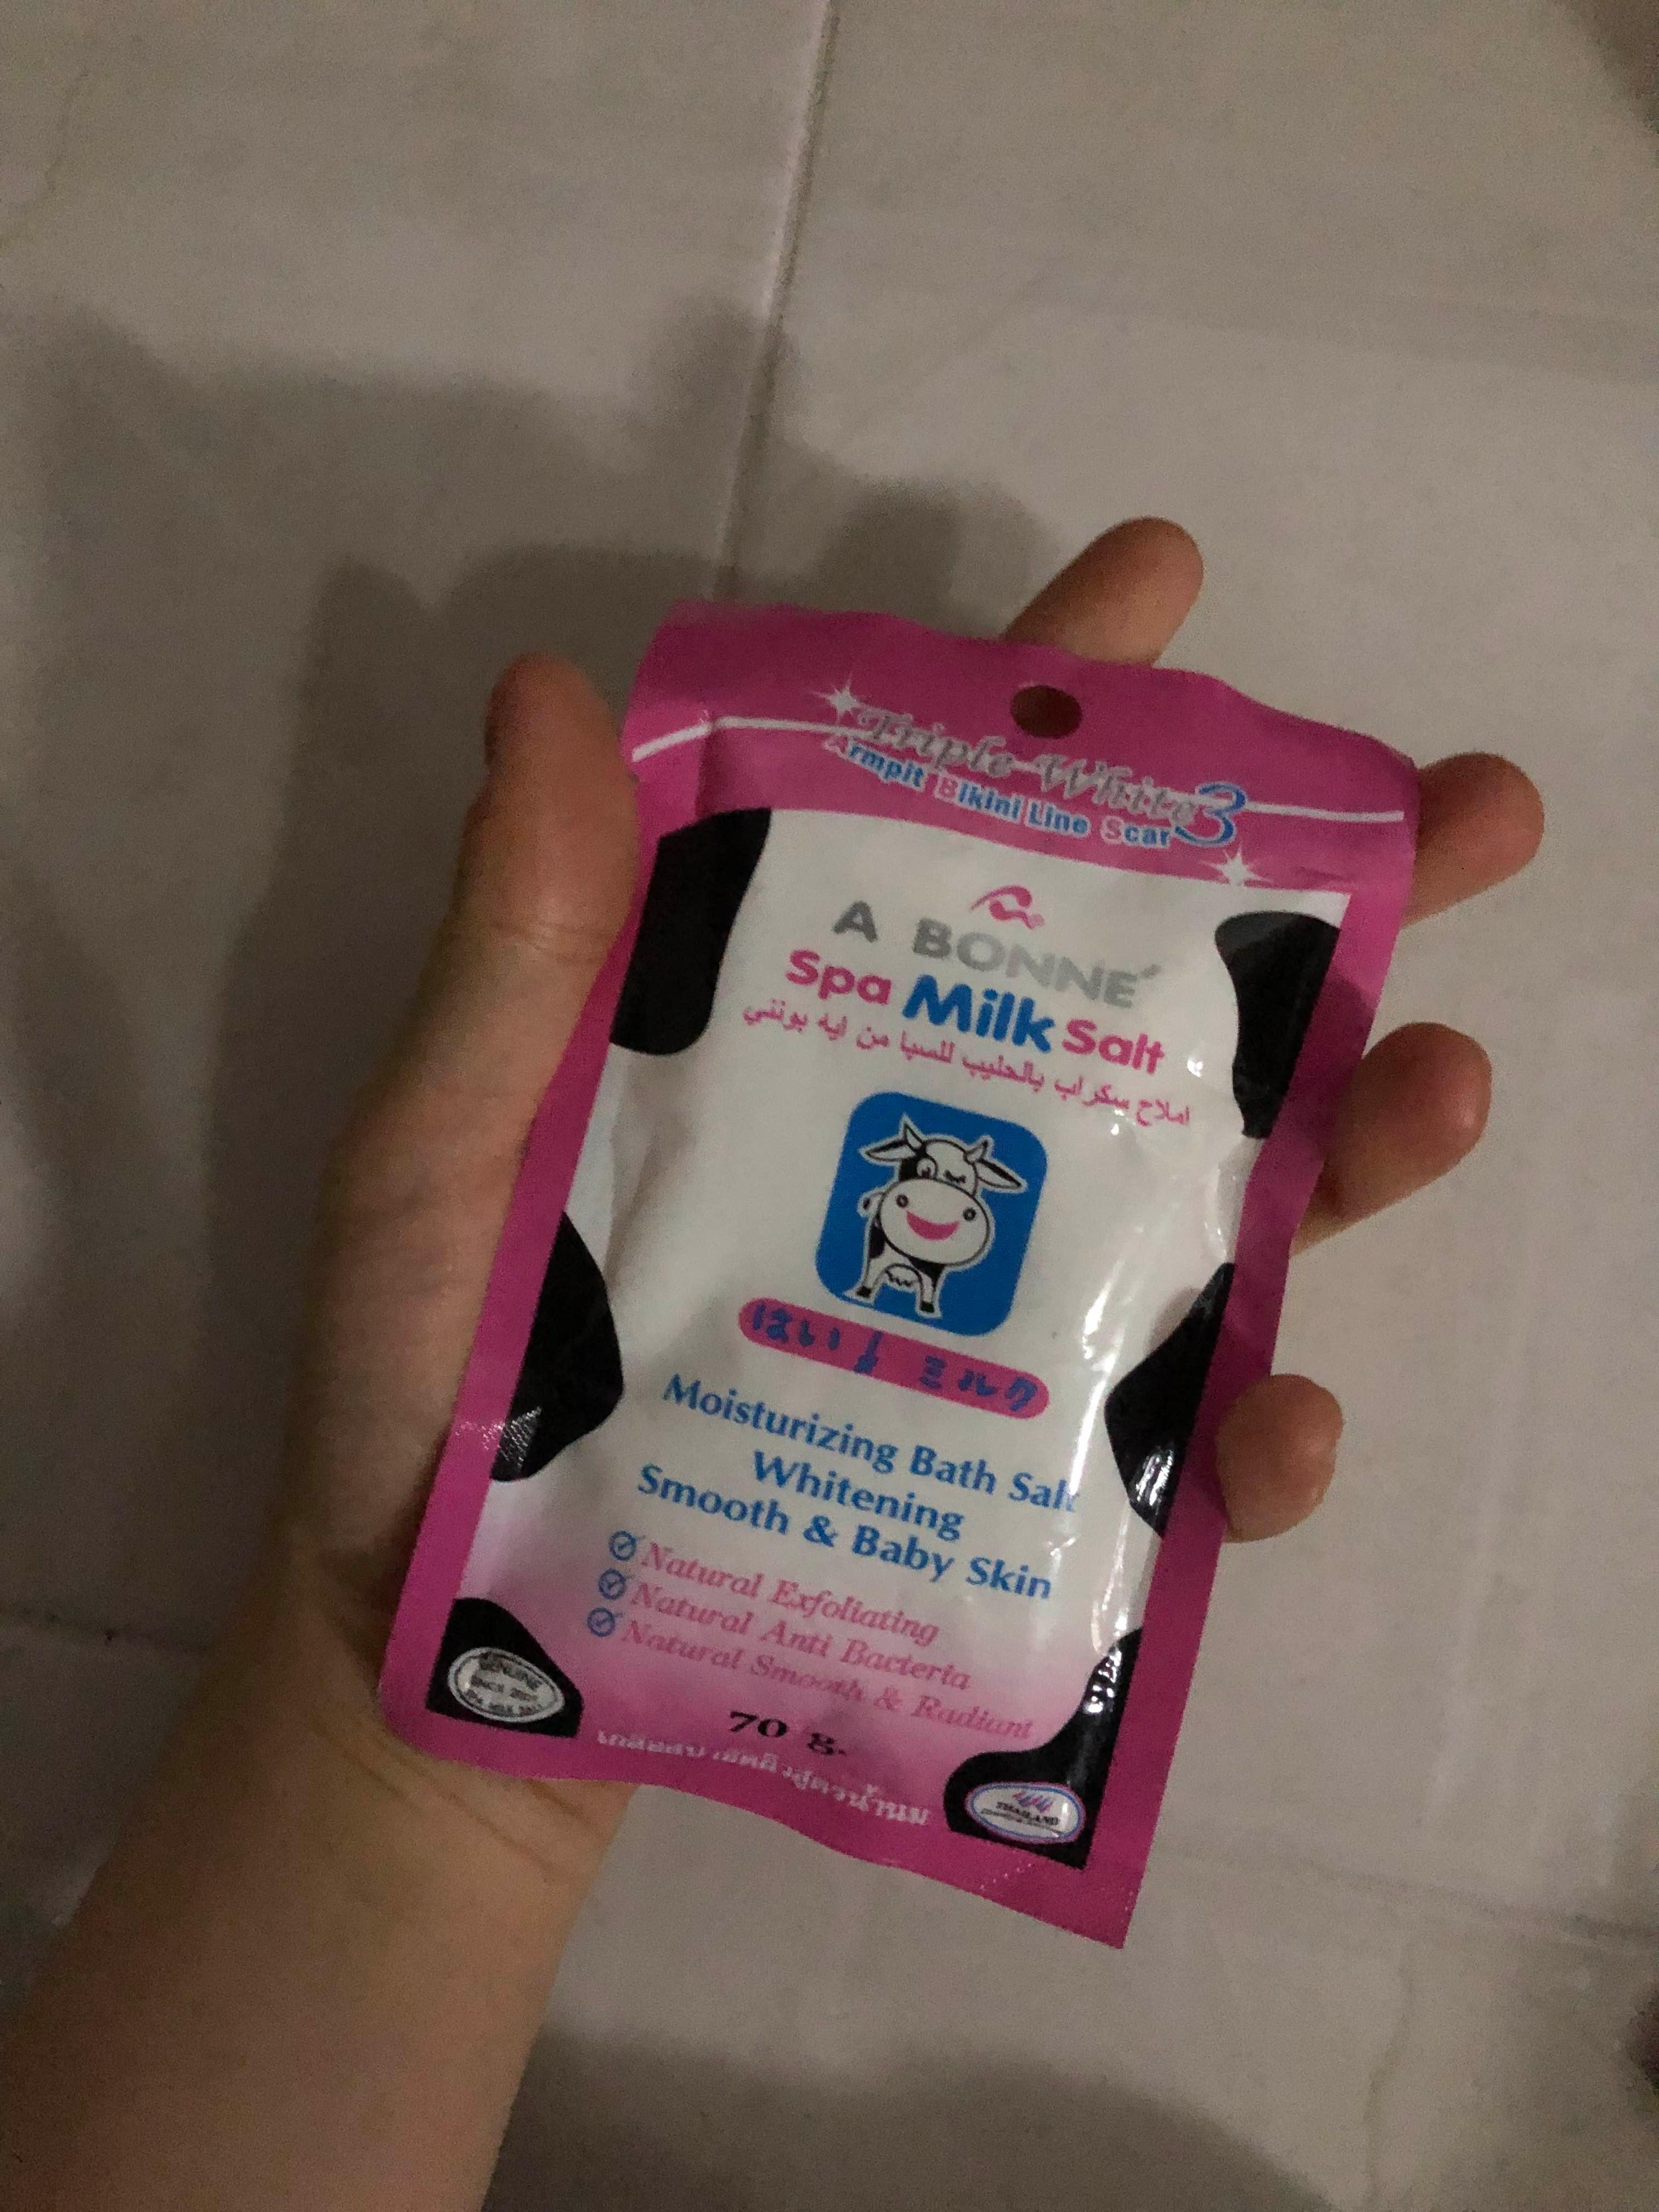 Triple White 3
Armpit Bikini Line Scar
A BONNE'
Spa Milk Salt
املاح سكراب بالحليب للسبا من ايه بونني
はい！ ミルク
Moisturizing Bath Salt
Whitening
Smooth & Baby Skin
Natural Exfoliating
Natural Anti Bacteria
Natural Smooth & Radiant
70 g.
GENUINE
SINCE
THAILAND